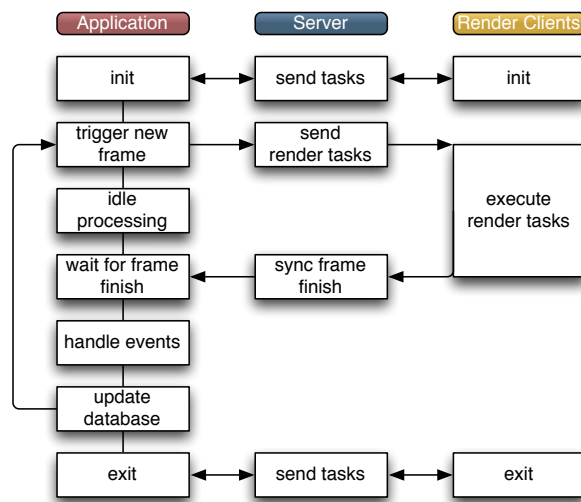 Application
Server
Render Clients
init
send tasks
init
trigger new
frame
send
render tasks
execute
render tasks
idle
processing
wait for frame
finish
sync frame
finish
handle events
update
database
exit
send tasks
exit